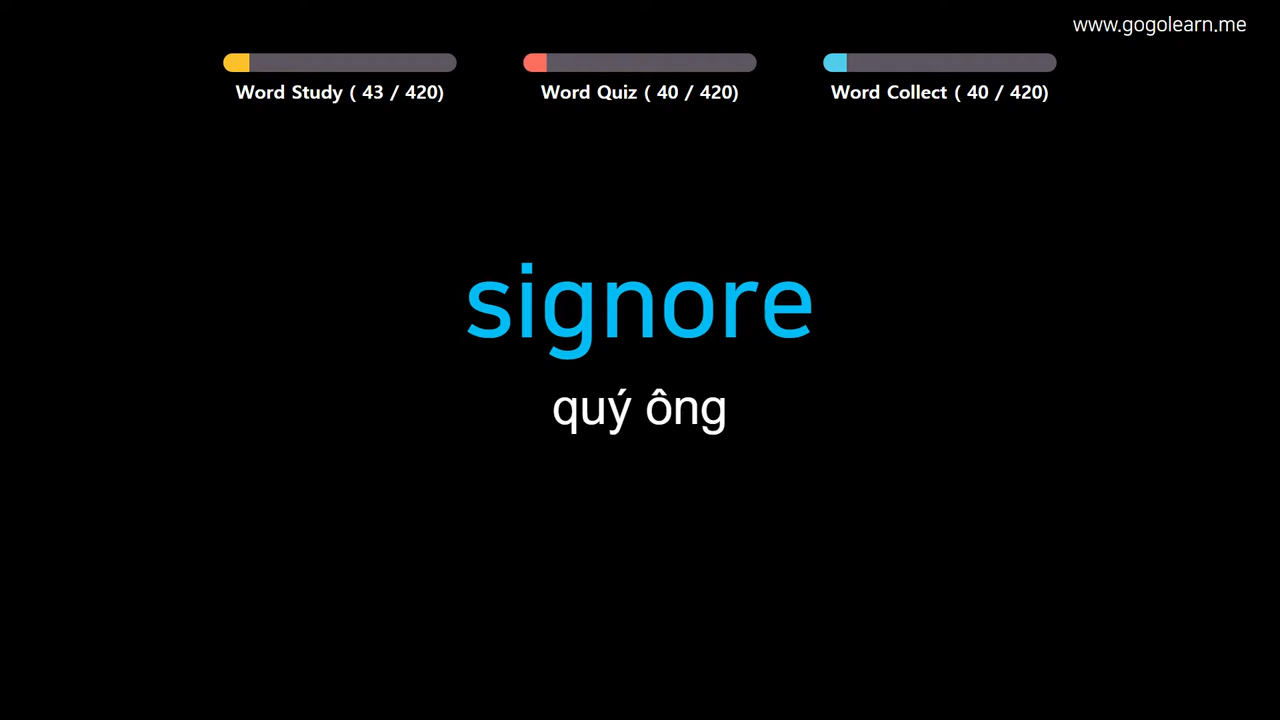 www.gogolearn.me
Word Study ( 43 / 420)
Word Quiz ( 40 / 420)
Word Collect ( 40 / 420)
signore
quý ông